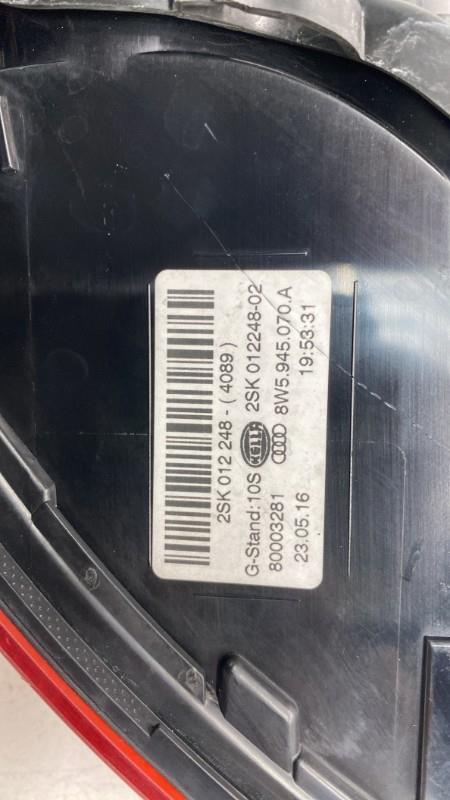 2SK 012 248-(4089)
G-Stand:10S HELLA 2SK 012248-02
80003281 8W5.945.070.A
23.05.16 19:53:31